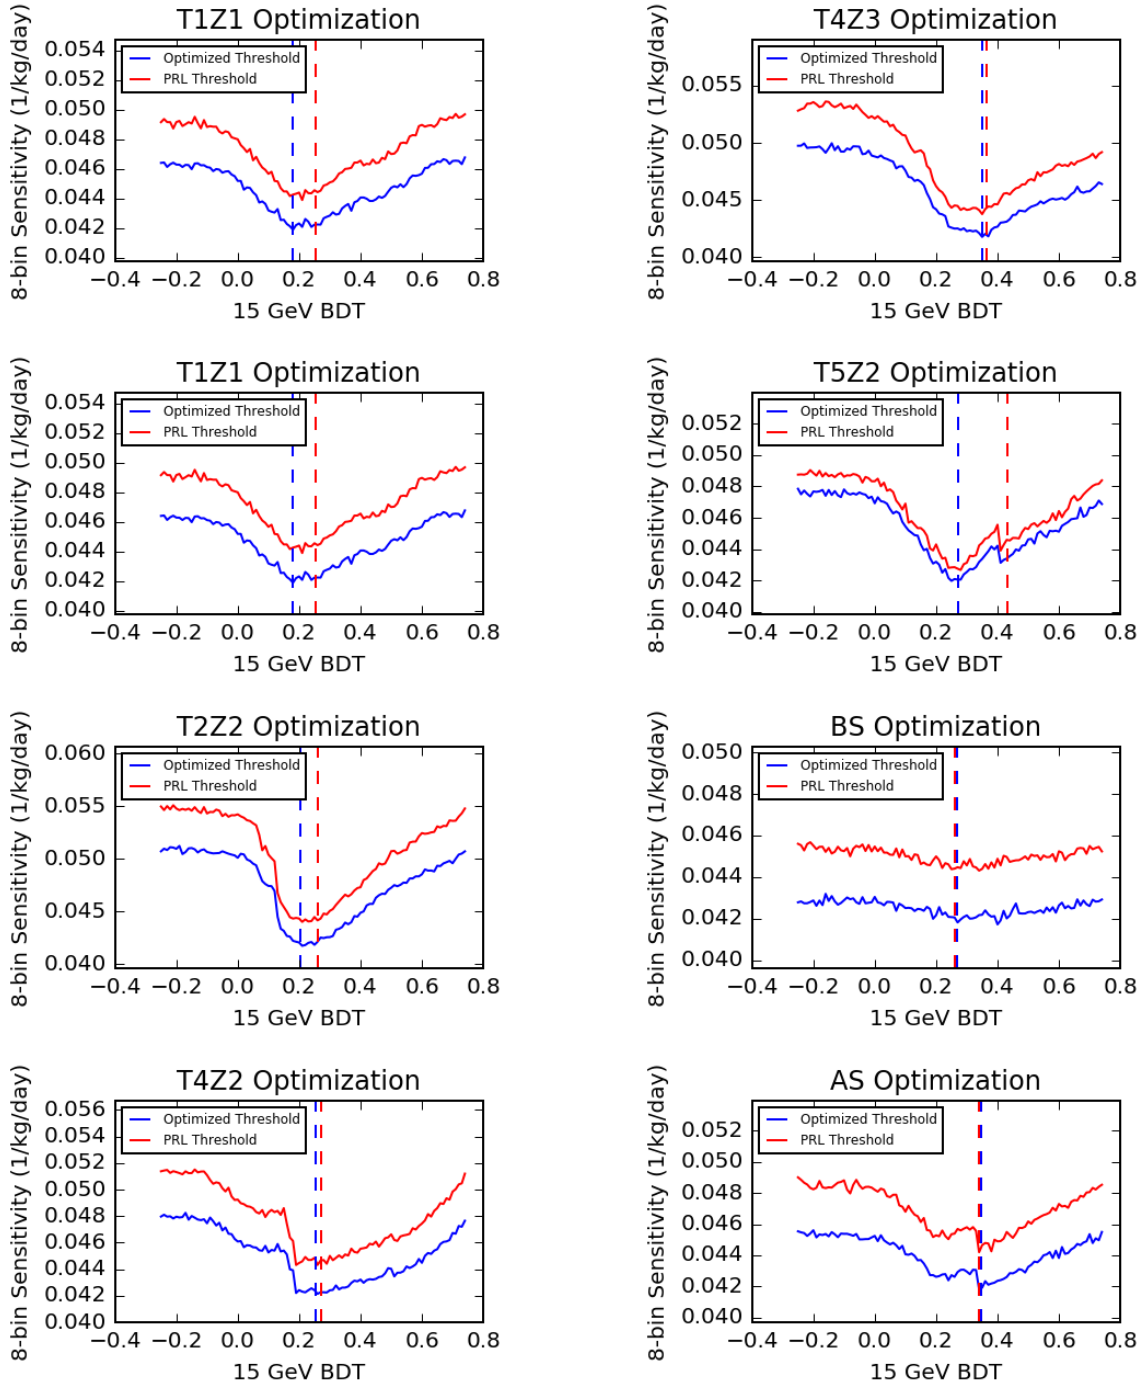 T1Z1 Optimization
8-bin Sensitivity (1/kg/day)
0.054
0.052
0.050
0.048
0.046
0.044
0.042
0.040
Optimized Threshold
PRL Threshold
−0.4 −0.2 0.0 0.2 0.4 0.6 0.8
15 GeV BDT
T4Z3 Optimization
8-bin Sensitivity (1/kg/day)
0.055
0.050
0.045
0.040
Optimized Threshold
PRL Threshold
−0.4 −0.2 0.0 0.2 0.4 0.6 0.8
15 GeV BDT
T1Z1 Optimization
8-bin Sensitivity (1/kg/day)
0.054
0.052
0.050
0.048
0.046
0.044
0.042
0.040
Optimized Threshold
PRL Threshold
−0.4 −0.2 0.0 0.2 0.4 0.6 0.8
15 GeV BDT
T5Z2 Optimization
8-bin Sensitivity (1/kg/day)
0.052
0.050
0.048
0.046
0.044
0.042
0.040
Optimized Threshold
PRL Threshold
−0.4 −0.2 0.0 0.2 0.4 0.6 0.8
15 GeV BDT
T2Z2 Optimization
8-bin Sensitivity (1/kg/day)
0.060
0.055
0.050
0.045
0.040
Optimized Threshold
PRL Threshold
−0.4 −0.2 0.0 0.2 0.4 0.6 0.8
15 GeV BDT
BS Optimization
8-bin Sensitivity (1/kg/day)
0.050
0.048
0.046
0.044
0.042
0.040
Optimized Threshold
PRL Threshold
−0.4 −0.2 0.0 0.2 0.4 0.6 0.8
15 GeV BDT
T4Z2 Optimization
8-bin Sensitivity (1/kg/day)
0.056
0.054
0.052
0.050
0.048
0.046
0.044
0.042
0.040
Optimized Threshold
PRL Threshold
−0.4 −0.2 0.0 0.2 0.4 0.6 0.8
15 GeV BDT
AS Optimization
8-bin Sensitivity (1/kg/day)
0.052
0.050
0.048
0.046
0.044
0.042
0.040
Optimized Threshold
PRL Threshold
−0.4 −0.2 0.0 0.2 0.4 0.6 0.8
15 GeV BDT